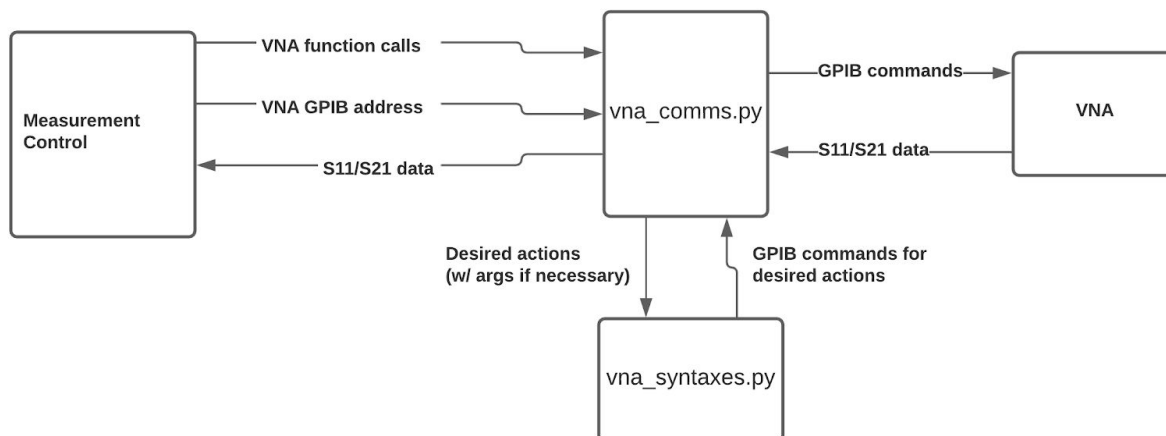 VNA function calls
GPIB commands
Measurement
Control
VNA GPIB address
vna_comms.py
VNA
S11/S21 data
S11/S21 data
Desired actions
(w/ args if necessary)
GPIB commands for
desired actions
vna_syntaxes.py